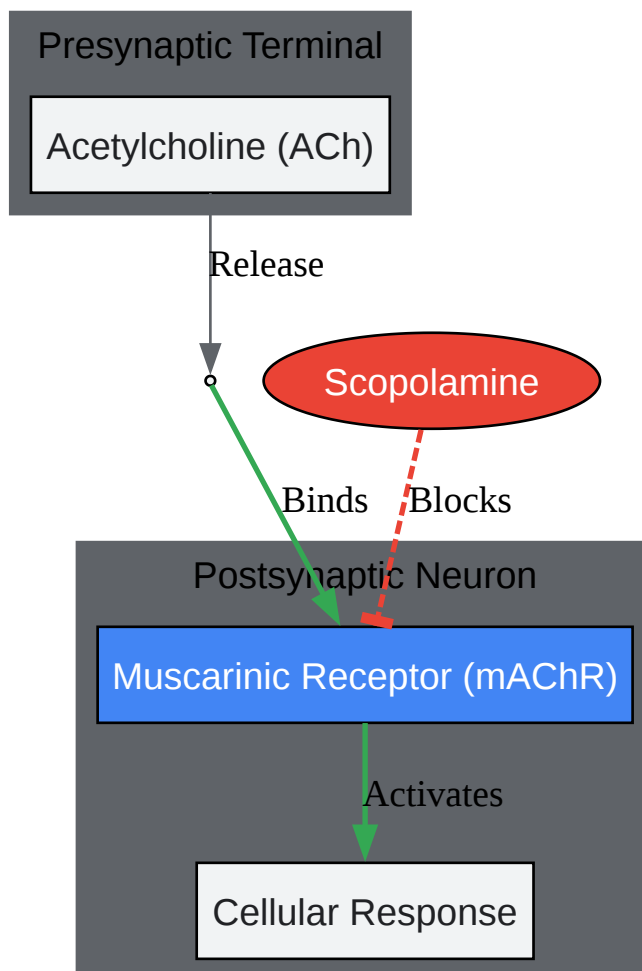 Presynaptic Terminal
Acetylcholine (ACh)
Release
Scopolamine
Binds
Blocks
Postsynaptic Neuron
Muscarinic Receptor (mAChR)
Activates
Cellular Response